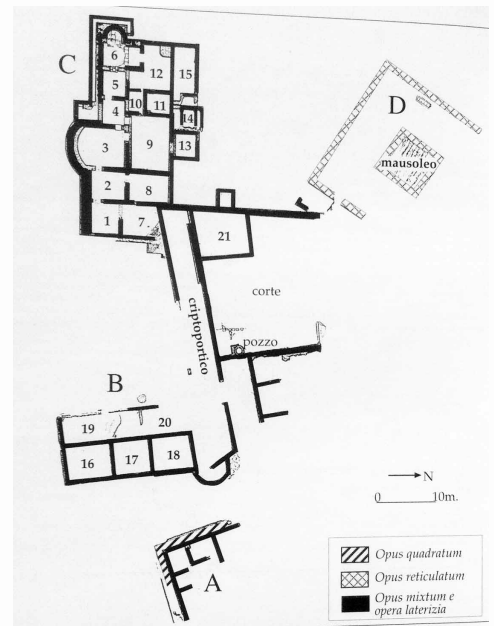 C
6
12
15
5
10
11
4
14
3
9
13
2
8
1
7
21
D
mausoleo
corte
criptoportico
pozzo
B
19
20
16
17
18
N
0 10m.
A
Opus quadratum
Opus reticulatum
Opus mixtum e
opera laterizia